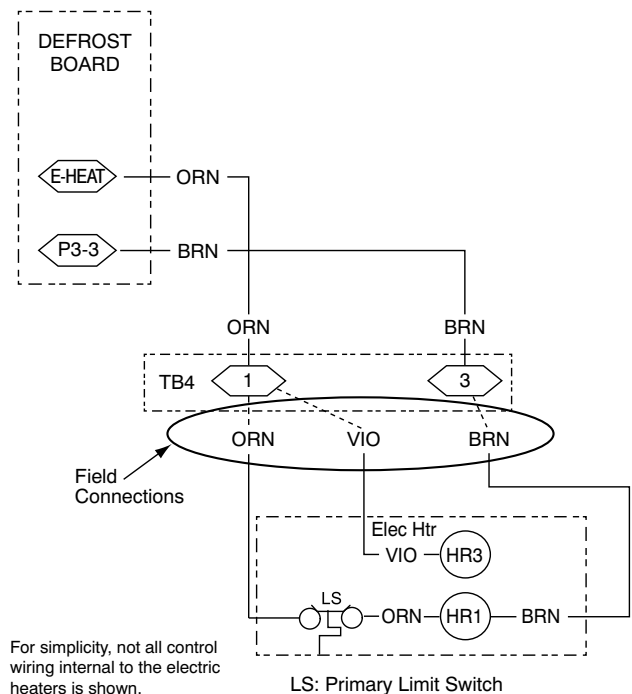 DEFROST
BOARD
E-HEAT
ORN
P3-3
BRN
ORN
BRN
TB4
1
3
ORN
VIO
BRN
Field
Connections
Elec Htr
VIO
HR3
LS
ORN
HR1
BRN
For simplicity, not all control
wiring internal to the electric
heaters is shown.
LS: Primary Limit Switch